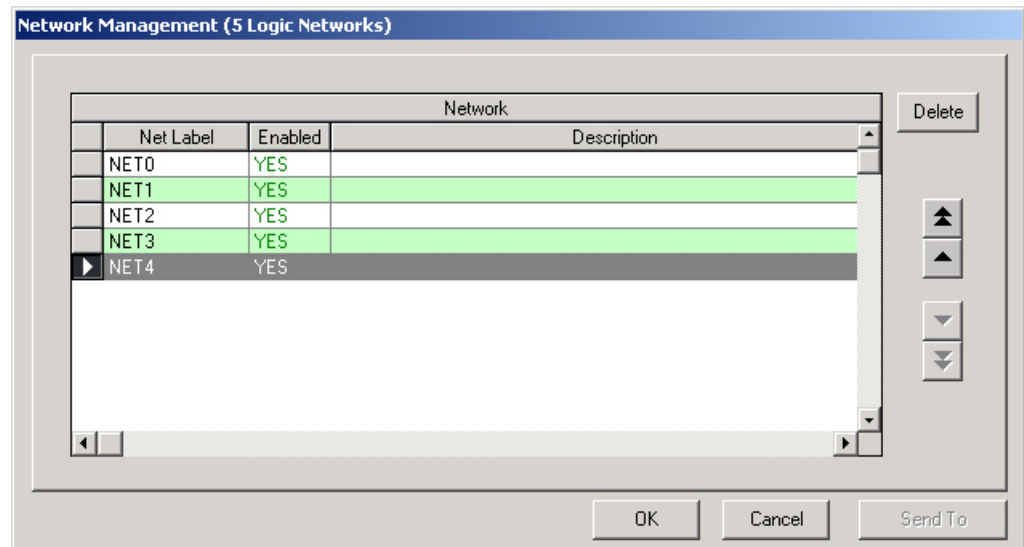 Network Management (5 Logic Networks)
Network
Delete
Net Label Enabled Description
NET0 YES
NET1 YES
NET2 YES
NET3 YES
NET4 YES
OK Cancel Send To